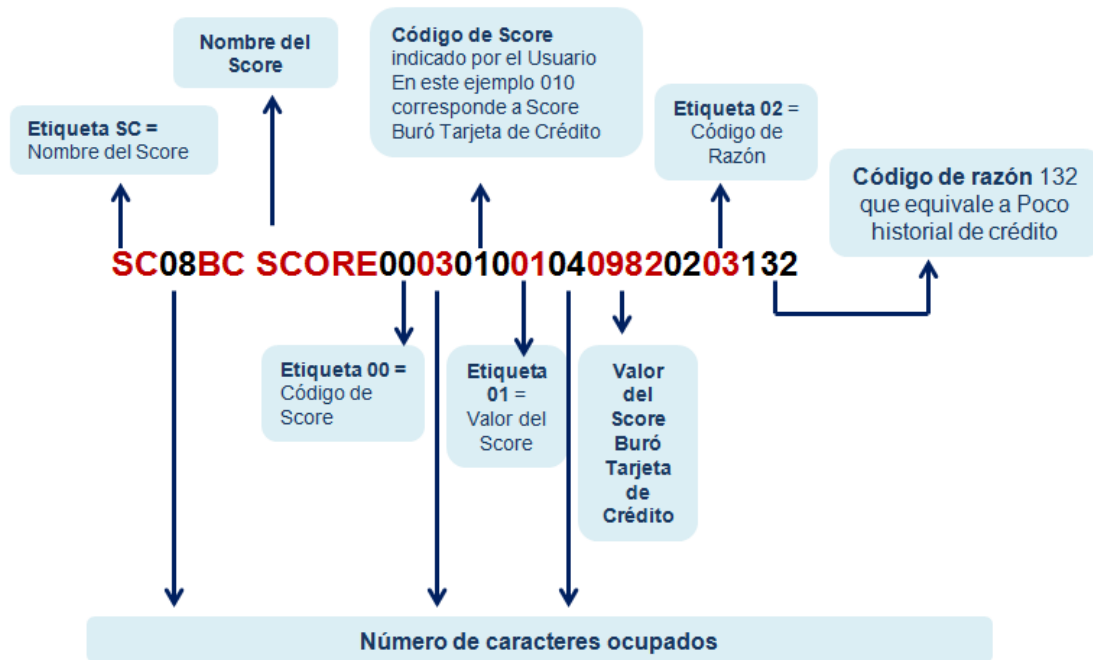 Nombre del
Score
Código de Score
indicado por el Usuario
En este ejemplo 010
corresponde a Score
Buró Tarjeta de Crédito
Etiqueta SC =
Nombre del Score
Etiqueta 02 =
Código de
Razón
Código de razón 132
que equivale a Poco
historial de crédito
SC08BC SCORE0003010010409820203132
Etiqueta 00 =
Código de
Score
Etiqueta
01 =
Valor del
Score
Valor
del
Score
Buró
Tarjeta
de
Crédito
Número de caracteres ocupados